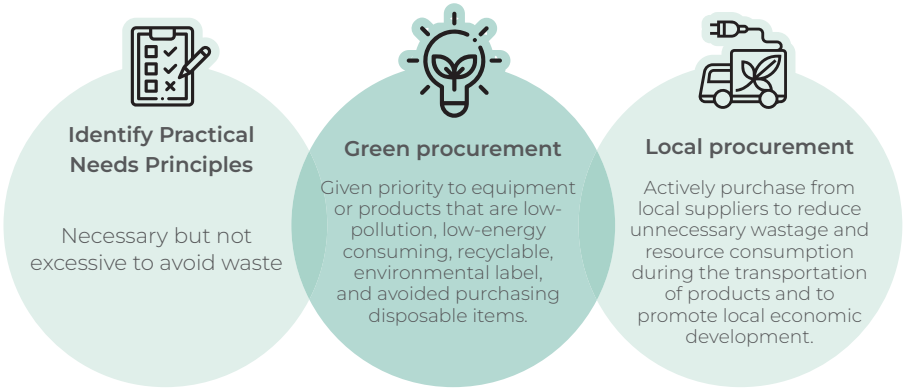 Identify Practical
Needs Principles
Necessary but not
excessive to avoid waste
Green procurement
Given priority to equipment
or products that are low-
pollution, low-energy
consuming, recyclable,
environmental label,
and avoided purchasing
disposable items.
Local procurement
Actively purchase from
local suppliers to reduce
unnecessary wastage and
resource consumption
during the transportation
of products and to
promote local economic
development.